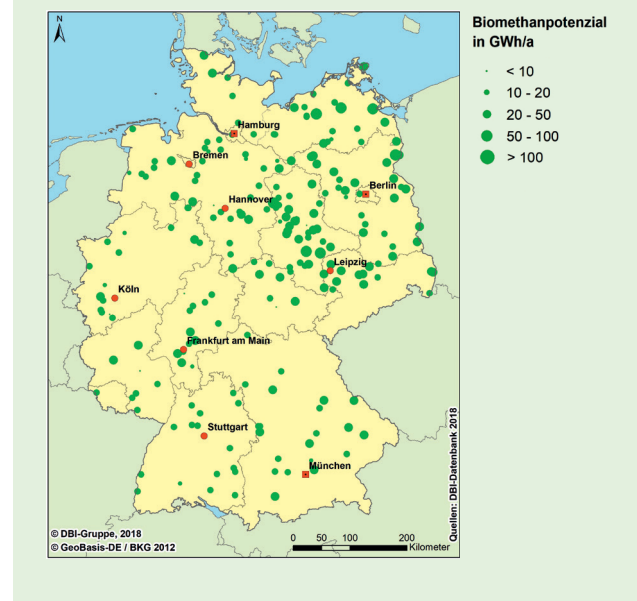 Biomethanpotenzial
in GWh/a
< 10
10 - 20
20 - 50
50 - 100
> 100
N
Hamburg
Bremen
Berlin
Hannover
Leipzig
Köln
Frankfurt am Main
Stuttgart
München
© DBI-Gruppe, 2018
© GeoBasis-DE / BKG 2012
0 50 100 200
Kilometer
Quellen: DBI-Datenbank 2018